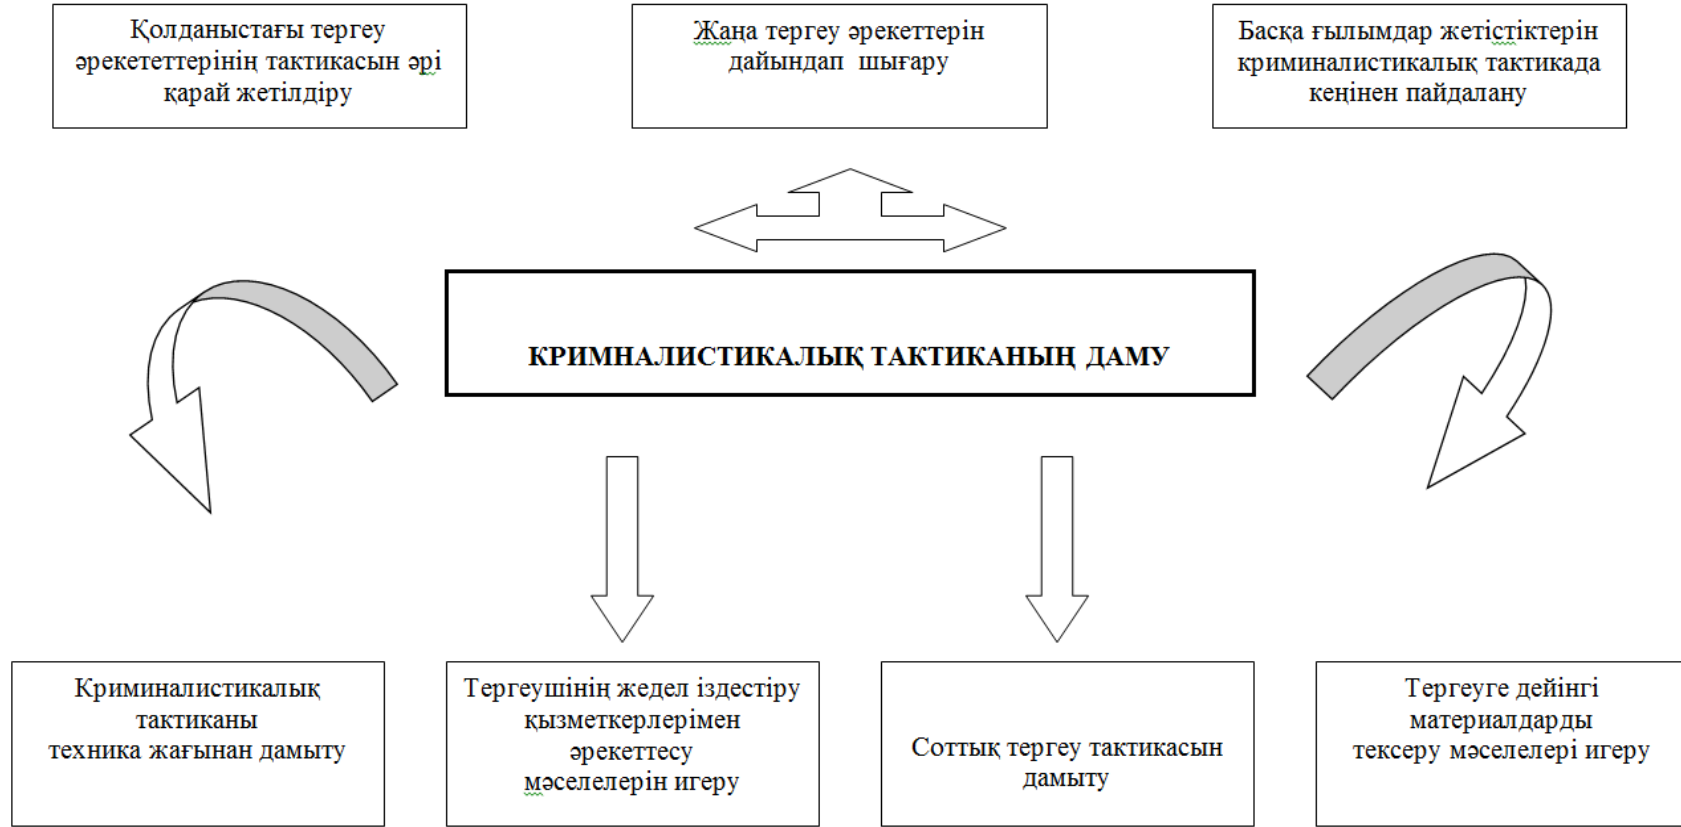 Қолданыстағы тергеу
әрекететтерінің тактикасын әрі
қарай жетілдіру
Жаңа тергеу әрекеттерін
дайындап шығару
Басқа ғылымдар жетістіктерін
криминалистикалық тактикада
кеңінен пайдалану
КРИМНАЛИСТИКАЛЫҚ ТАКТИКАНЫҢ ДАМУ
Криминалистикалық
тактиканы
техника жағынан дамыту
Тергеушінің жедел іздестіру
қызметкерлерімен
әрекеттесу
мәселелерін игеру
Соттық тергеу тактикасын
дамыту
Тергеуге дейінгі
материалдарды
тексеру мәселелері игеру